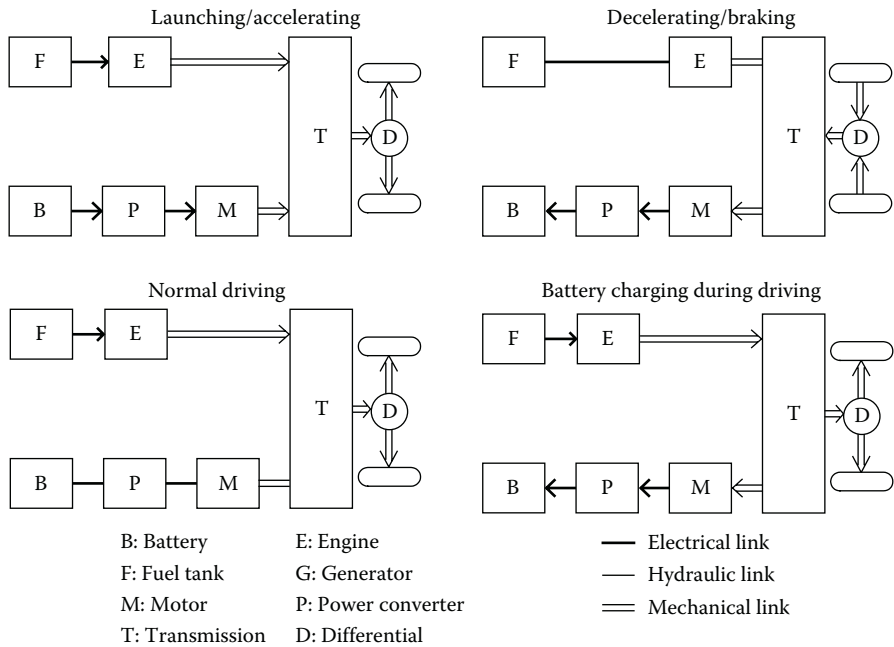 Launching/accelerating
F E
T
D
B P M
Decelerating/braking
F E
T
D
B P M
Normal driving
F E
T
D
B P M
Battery charging during driving
F E
T
D
B P M
B: Battery
F: Fuel tank
M: Motor
T: Transmission
E: Engine
G: Generator
P: Power converter
D: Differential
Electrical link
Hydraulic link
Mechanical link